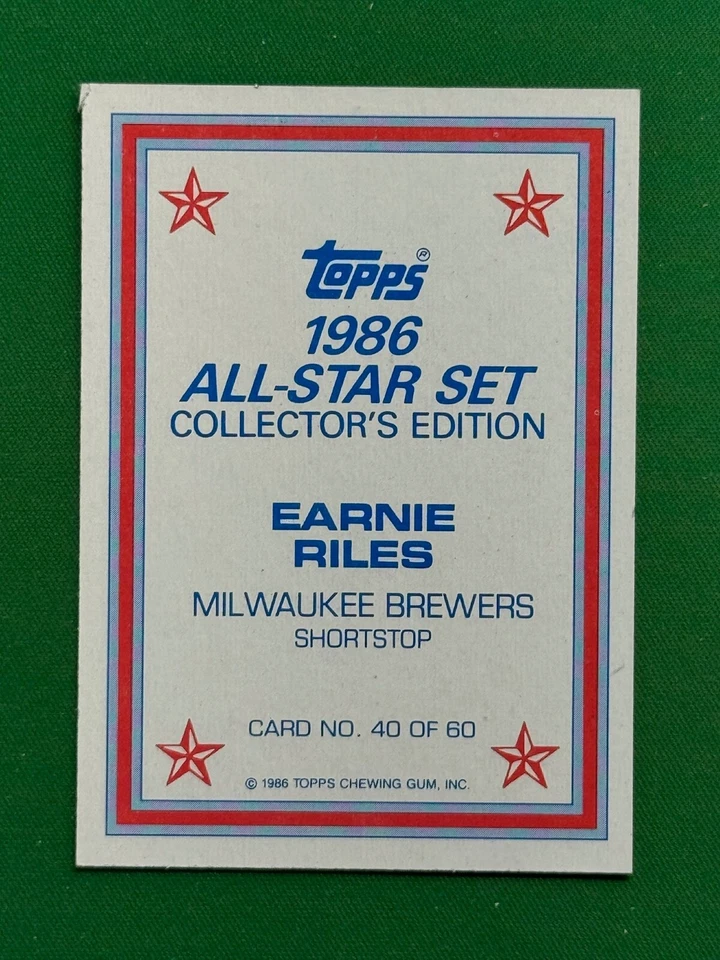 Topps®
1986
ALL-STAR SET
COLLECTOR'S EDITION
EARNIE
RILES
MILWAUKEE BREWERS
SHORTSTOP
CARD NO. 40 OF 60
© 1986 TOPPS CHEWING GUM, INC.